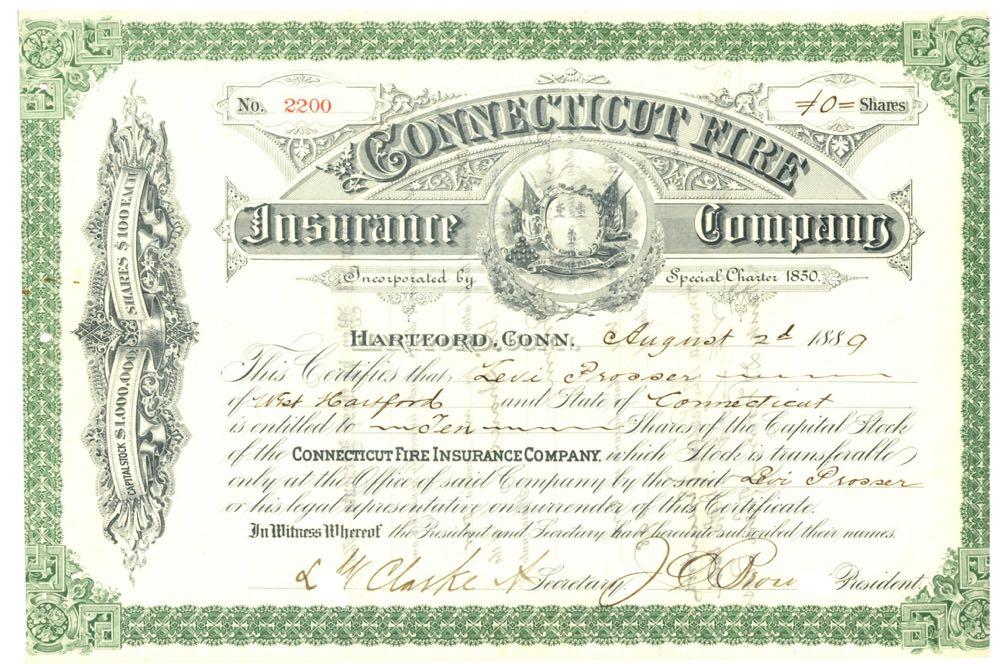 No. 2200
10= Shares
CONNECTICUT FIRE
Insurance Company
Incorporated by Special Charter 1850.
CAPITAL STOCK $1,000,000. SHARES $100 EACH
HARTFORD, CONN. August 2d 1889
This Certifies that Levi Prosser
of West Hartford and State of Connecticut
is entitled to Ten Shares of the Capital Stock
of the CONNECTICUT FIRE INSURANCE COMPANY, which Stock is transferable
only at the Office of said Company by the said Levi Prosser
or his legal representative on surrender of this Certificate.
In Witness Whereof the President and Secretary have hereunto subscribed their names.
L W Clarke Secretary J D Browne President.